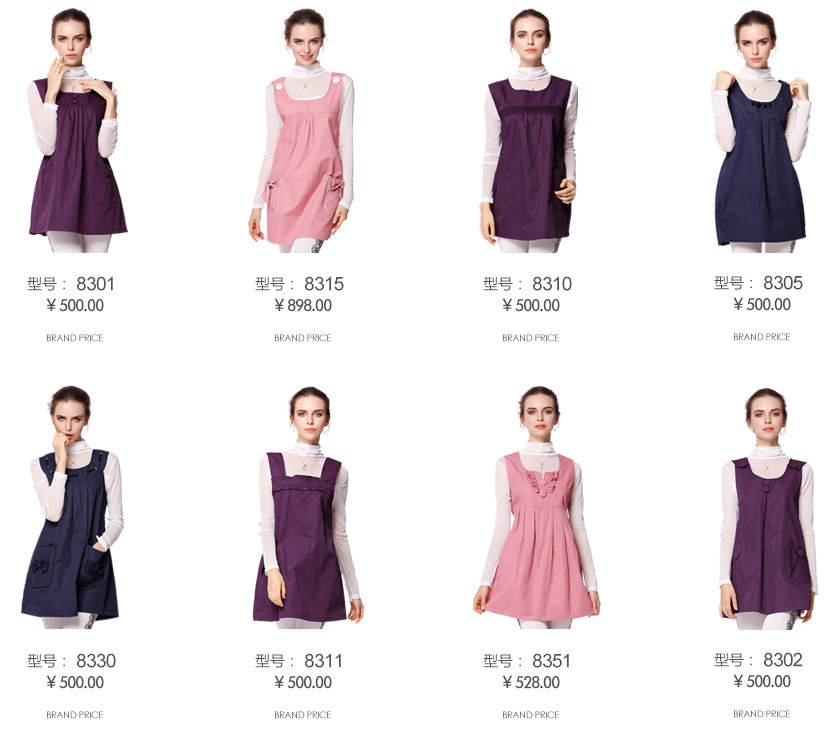 型号： 8301
￥500.00
BRAND PRICE
型号： 8315
￥898.00
BRAND PRICE
型号： 8310
￥500.00
BRAND PRICE
型号： 8305
￥500.00
BRAND PRICE
型号： 8330
￥500.00
BRAND PRICE
型号： 8311
￥500.00
BRAND PRICE
型号： 8351
￥528.00
BRAND PRICE
型号： 8302
￥500.00
BRAND PRICE